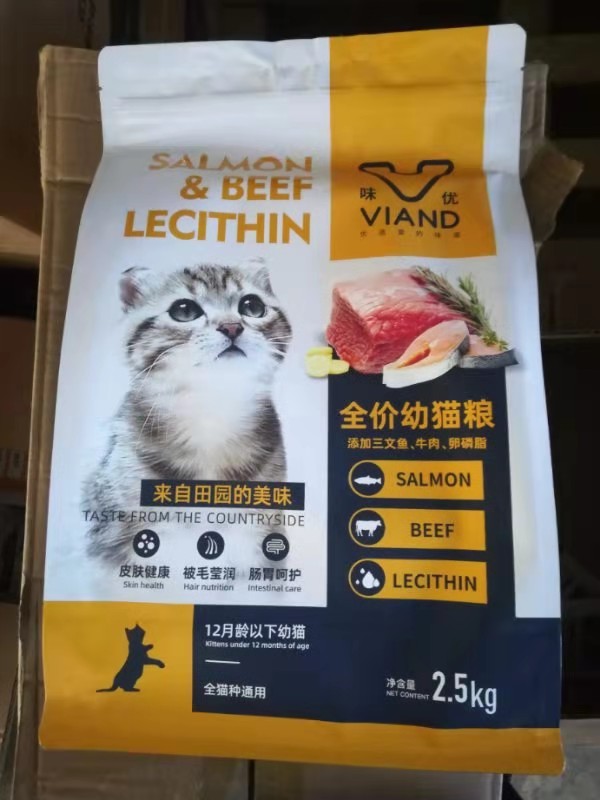 SALMON
& BEEF
LECITHIN
味 优
VIAND
全价幼猫粮
添加三文鱼、牛肉、卵磷脂
SALMON
BEEF
LECITHIN
来自田园的美味
TASTE FROM THE COUNTRYSIDE
皮肤健康
Skin health
被毛莹润
Hair nutrition
肠胃呵护
Intestinal care
12月龄以下幼猫
Kittens under 12 months of age
全猫种通用
净含量
NET CONTENT
2.5kg